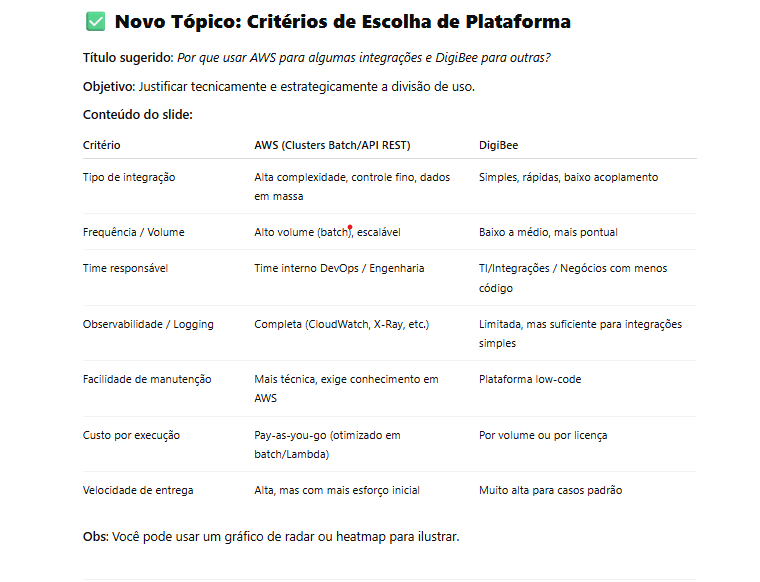 Novo Tópico: Critérios de Escolha de Plataforma
Título sugerido: Por que usar AWS para algumas integrações e DigiBee para outras?
Objetivo: Justificar tecnicamente e estrategicamente a divisão de uso.
Conteúdo do slide:
Critério AWS (Clusters Batch/API REST) DigiBee
Tipo de integração Alta complexidade, controle fino, dados Simples, rápidas, baixo acoplamento
em massa
Frequência / Volume Alto volume (batch), escalável Baixo a médio, mais pontual
Time responsável Time interno DevOps / Engenharia TI/Integrações / Negócios com menos
código
Observabilidade / Logging Completa (CloudWatch, X-Ray, etc.) Limitada, mas suficiente para integrações
simples
Facilidade de manutenção Mais técnica, exige conhecimento em Plataforma low-code
AWS
Custo por execução Pay-as-you-go (otimizado em Por volume ou por licença
batch/Lambda)
Velocidade de entrega Alta, mas com mais esforço inicial Muito alta para casos padrão
Obs: Você pode usar um gráfico de radar ou heatmap para ilustrar.